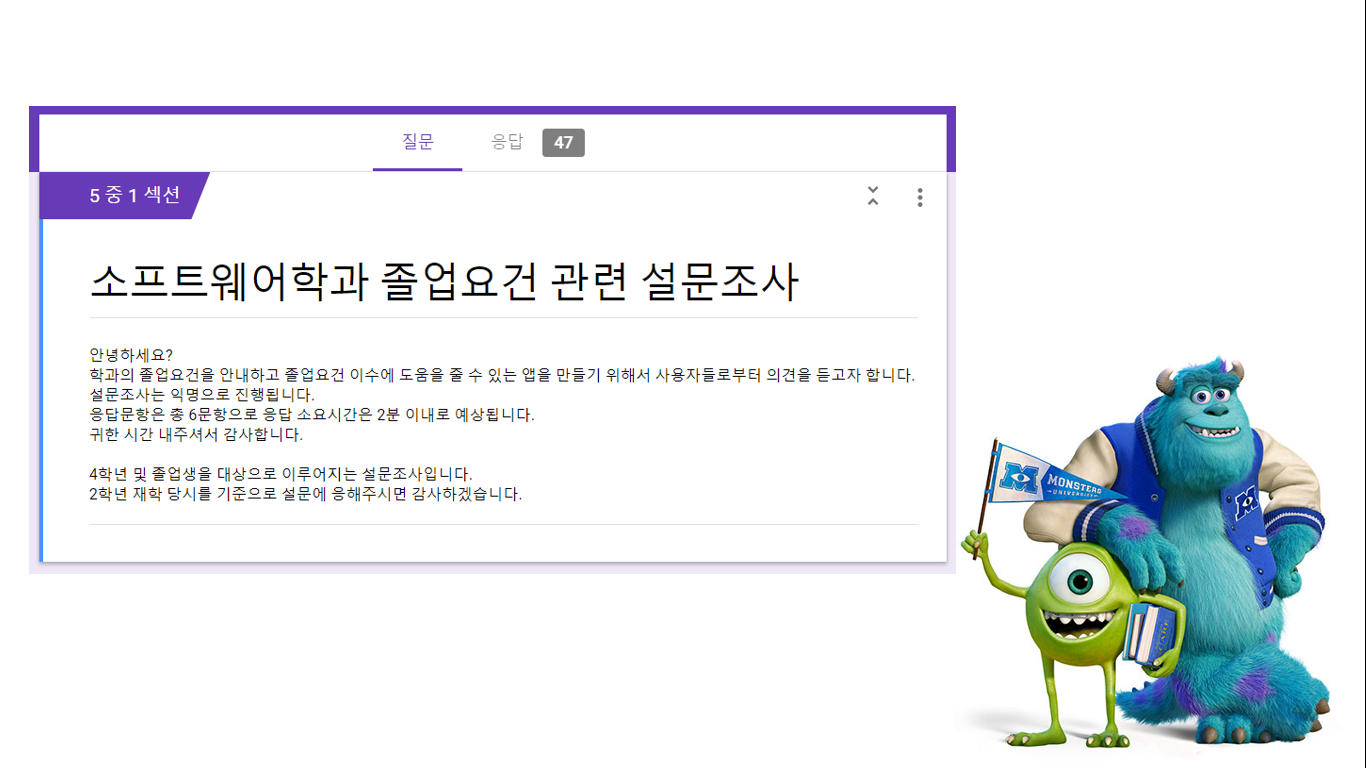 질문 응답 47
5 중 1 섹션
소프트웨어학과 졸업요건 관련 설문조사
안녕하세요?
학과의 졸업요건을 안내하고 졸업요건 이수에 도움을 줄 수 있는 앱을 만들기 위해서 사용자들로부터 의견을 듣고자 합니다.
설문조사는 익명으로 진행됩니다.
응답문항은 총 6문항으로 응답 소요시간은 2분 이내로 예상됩니다.
귀한 시간 내주셔서 감사합니다.
4학년 및 졸업생을 대상으로 이루어지는 설문조사입니다.
2학년 재학 당시를 기준으로 설문에 응해주시면 감사하겠습니다.
M MONSTERS
UNIVERSITY
M